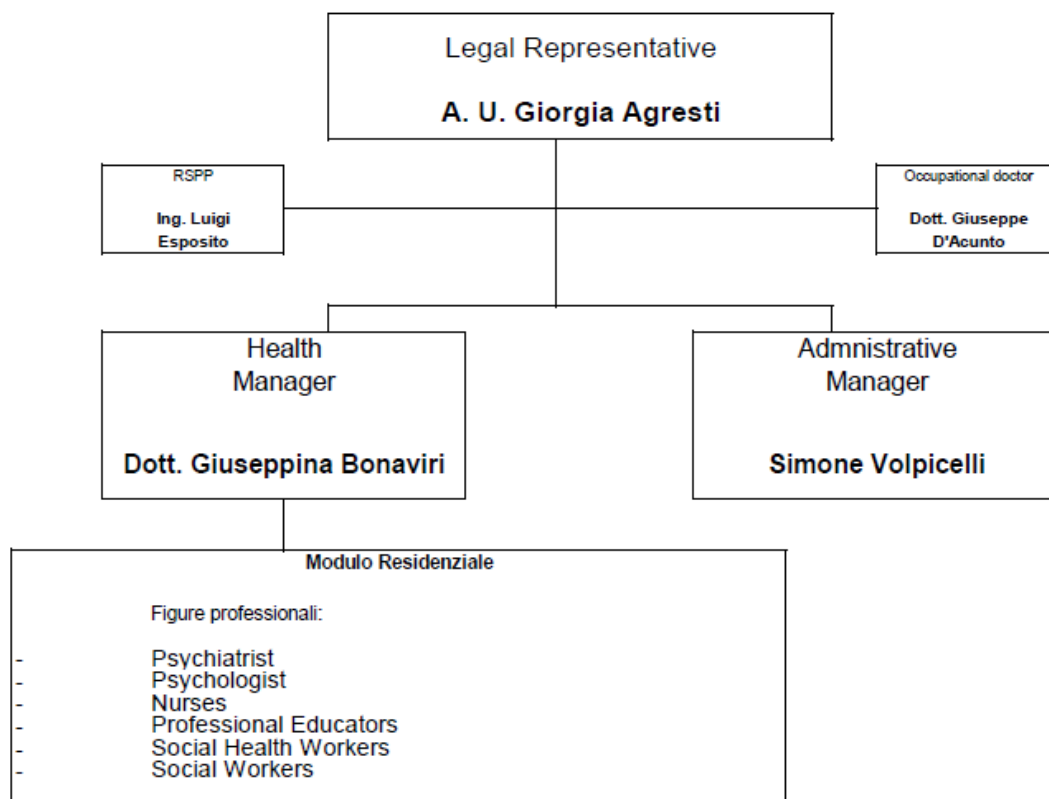 Legal Representative
A. U. Giorgia Agresti
RSPP
Ing. Luigi
Esposito
Occupational doctor
Dott. Giuseppe
D'Acunto
Health
Manager
Dott. Giuseppina Bonaviri
Admnistrative
Manager
Simone Volpicelli
Modulo Residenziale
Figure professionali:
- Psychiatrist
- Psychologist
- Nurses
- Professional Educators
- Social Health Workers
- Social Workers